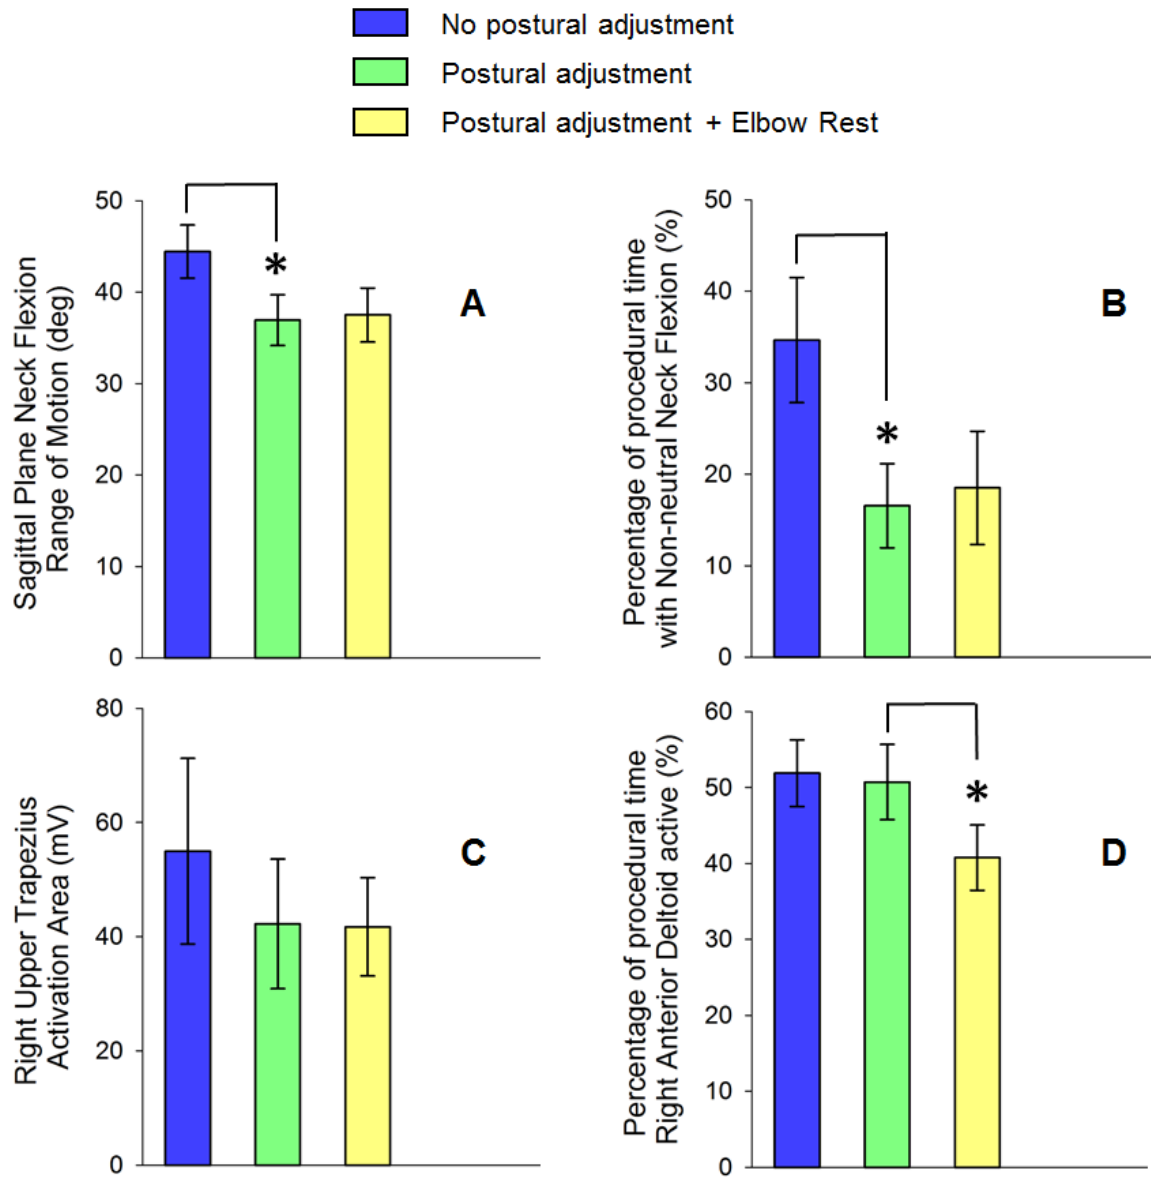 No postural adjustment
Postural adjustment
Postural adjustment + Elbow Rest
Sagittal Plane Neck Flexion
Range of Motion (deg)
50
40
30
20
10
0
*
A
Percentage of procedural time
with Non-neutral Neck Flexion (%)
50
40
30
20
10
0
*
B
Right Upper Trapezius
Activation Area (mV)
80
60
40
20
0
C
Percentage of procedural time
Right Anterior Deltoid active (%)
60
50
40
30
20
10
0
*
D